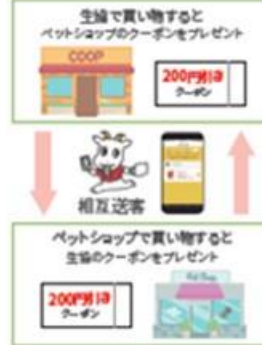 生協で買い物すると
ペットショップのクーポンをプレゼント
COOP
200円引き
クーポン
相互送客
ペットショップで買い物すると
生協のクーポンをプレゼント
200円引き
クーポン
Pet Shop